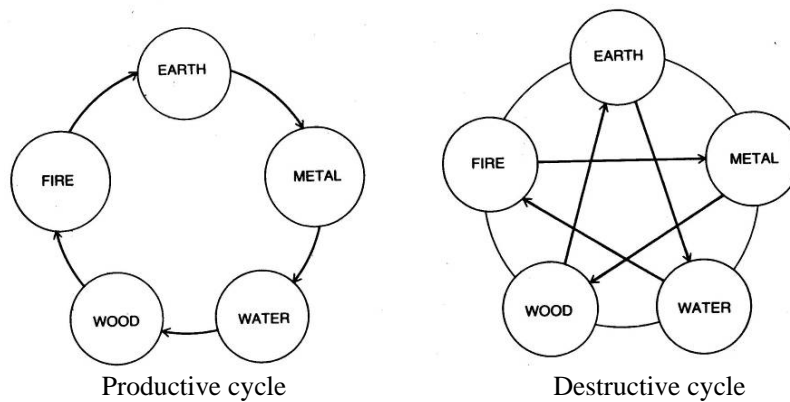 EARTH
FIRE
METAL
WOOD
WATER
Productive cycle
EARTH
FIRE
METAL
WOOD
WATER
Destructive cycle